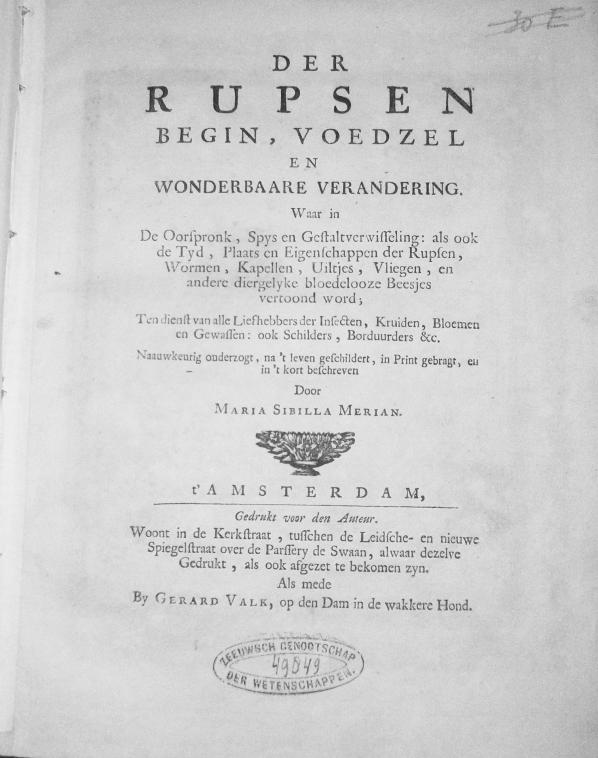 30 E
DER
RUPSEN
BEGIN, VOEDZEL
EN
WONDERBAARE VERANDERING.
Waar in
De Oorſpronk, Spys en Geſtaltverwiſſeling: als ook
de Tyd, Plaats en Eigenſchappen der Rupſen,
Wormen, Kapellen, Uiltjes, Vliegen, en
andere diergelyke bloedelooze Beesjes
vertoond word;
Ten dienſt van alle Liefhebbers der Inſecten, Kruiden, Bloemen
en Gewaſſen: ook Schilders, Borduurders &c.
Naauwkeurig onderzogt, na 't leven geſchildert, in Print gebragt, en
in 't kort beſchreven
Door
MARIA SIBILLA MERIAN.
t'AMSTERDAM,
Gedrukt voor den Auteur.
Woont in de Kerkſtraat, tuſſchen de Leidſche- en nieuwe
Spiegelſtraat over de Parſſery de Swaan, alwaar dezelve
Gedrukt, als ook afgezet te bekomen zyn.
Als mede
By GERARD VALK, op den Dam in de wakkere Hond.
ZEEUWSCH GENOOTSCHAP
49049
DER WETENSCHAPPEN.